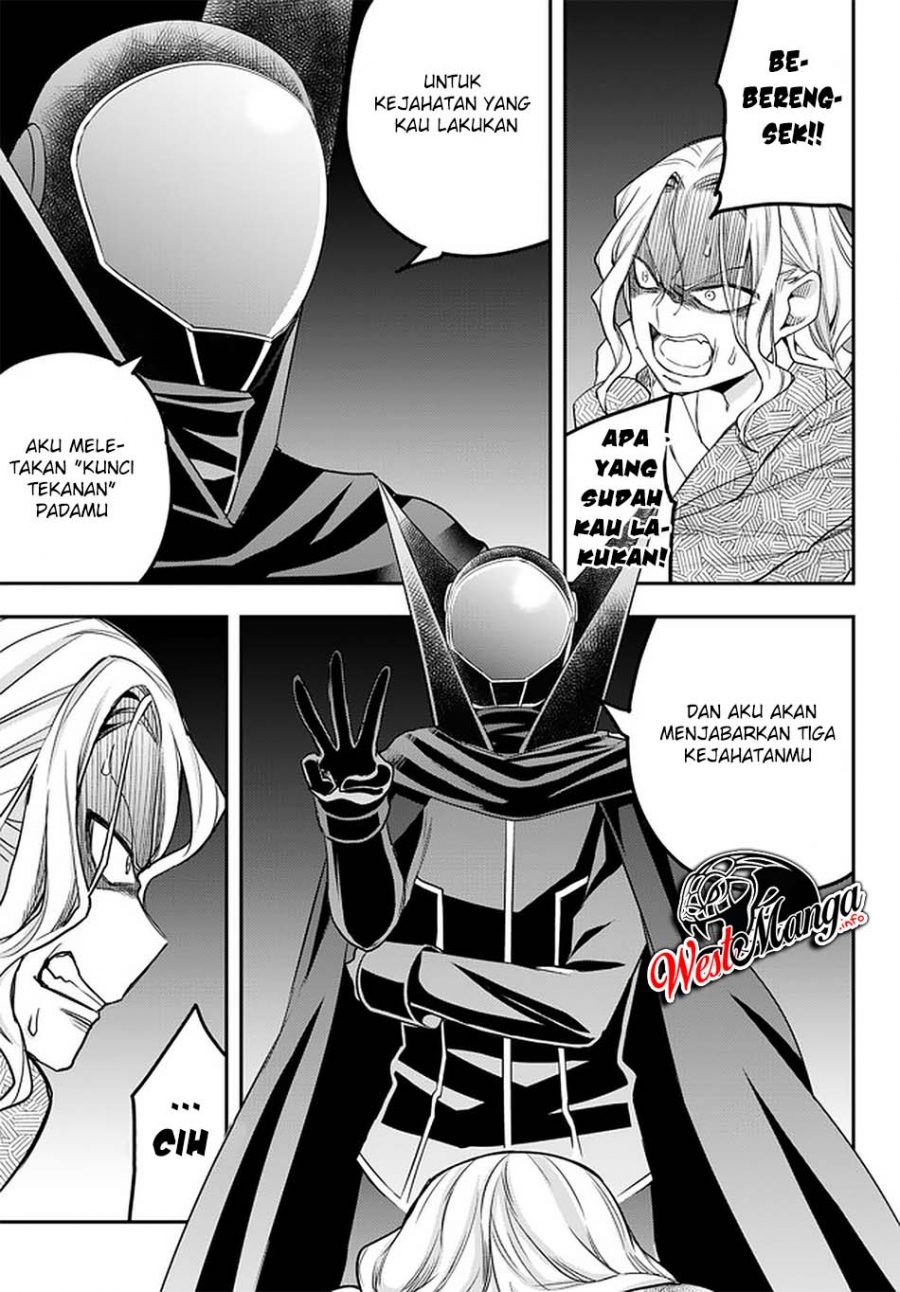 BE-
BERENG-
SEK!!
APA
YANG
SUDAH
KAU LA-
KUKAN!
UNTUK
KEJAHATAN YANG
KAU LAKUKAN
AKU MELE-
TAKAN "KUNCI
TEKANAN"
PADAMU
DAN AKU AKAN
MENJABARKAN TIGA
KEJAHATANMU
WestManga
.info
...
CIH